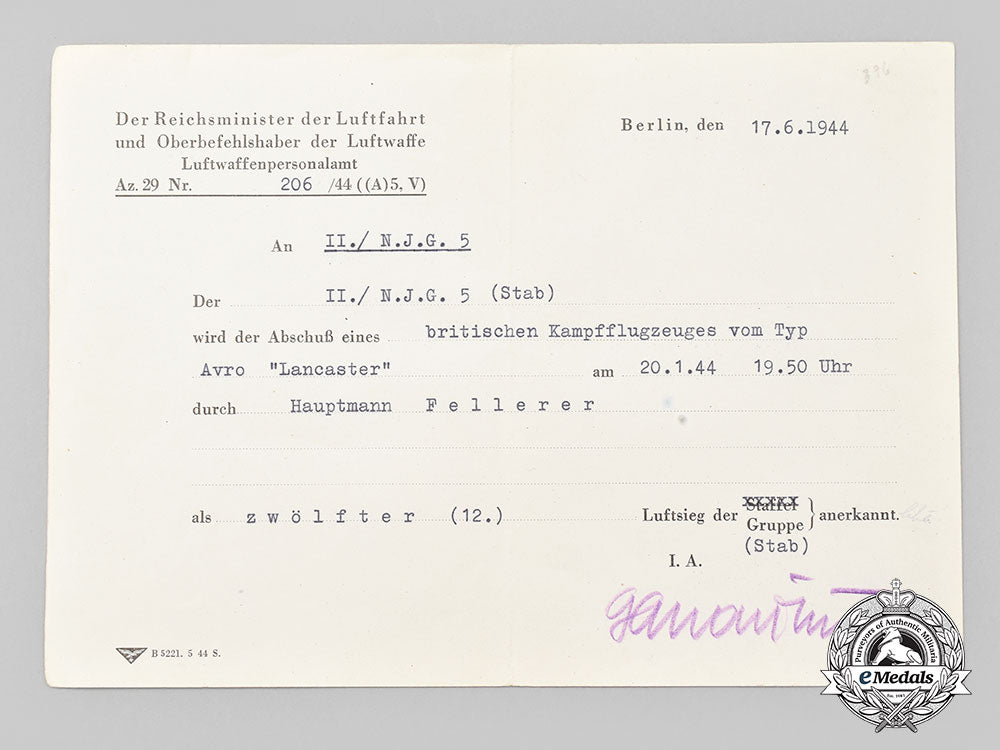 376
Der Reichsminister der Luftfahrt
und Oberbefehlshaber der Luftwaffe
Luftwaffenpersonalamt
Az. 29 Nr. 206 /44 ((A) 5, V)
Berlin, den 17.6.1944
An II./ N.J.G. 5
Der II./ N.J.G. 5 (Stab)
wird der Abschuß eines britischen Kampfflugzeuges vom Typ
Avro "Lancaster" am 20.1.44 19.50 Uhr
durch Hauptmann Fellerer
als zwölfter (12.) Luftsieg der Staffel Gruppe anerkannt.
(Stab)
I. A.
B 5221. 5 44 S.
Purveyors of Authentic Militaria
eMedals